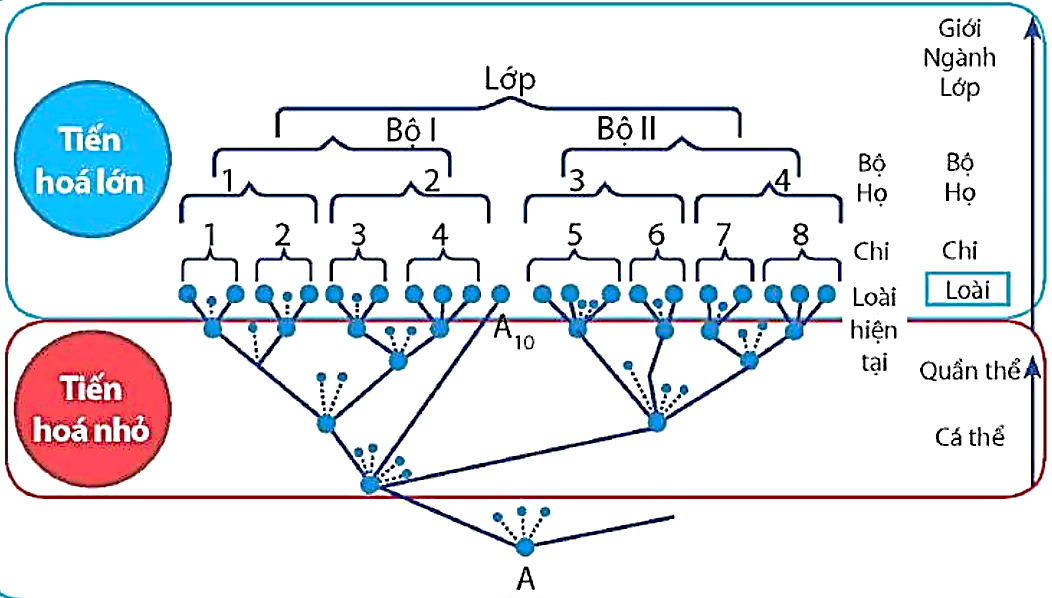 Giới
Ngành
Lớp
Lớp
Bộ I
Bộ II
Tiến
hoá lớn
1
2
3
4
Bộ
Họ
Bộ
Họ
1
2
3
4
5
6
7
8
Chi
Chi
Loài
hiện
tại
Loài
A10
Tiến
hoá nhỏ
Quần thể
Cá thể
A